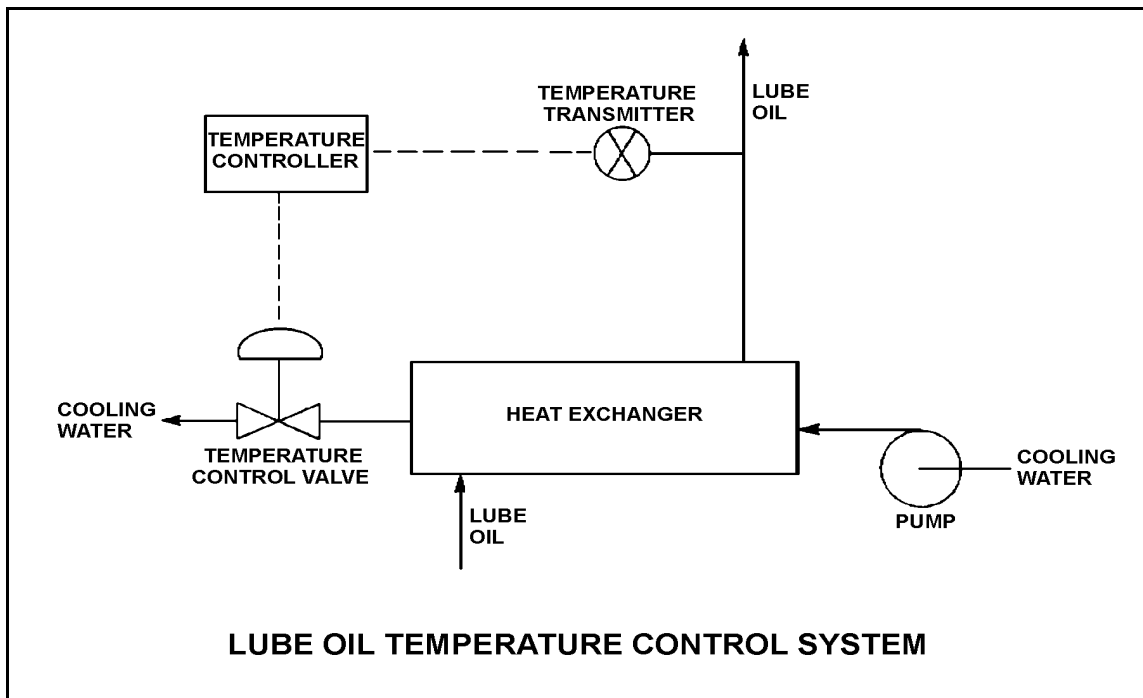 LUBE
OIL
TEMPERATURE
TRANSMITTER
TEMPERATURE
CONTROLLER
HEAT EXCHANGER
COOLING
WATER
TEMPERATURE
CONTROL VALVE
COOLING
WATER
PUMP
LUBE
OIL
LUBE OIL TEMPERATURE CONTROL SYSTEM